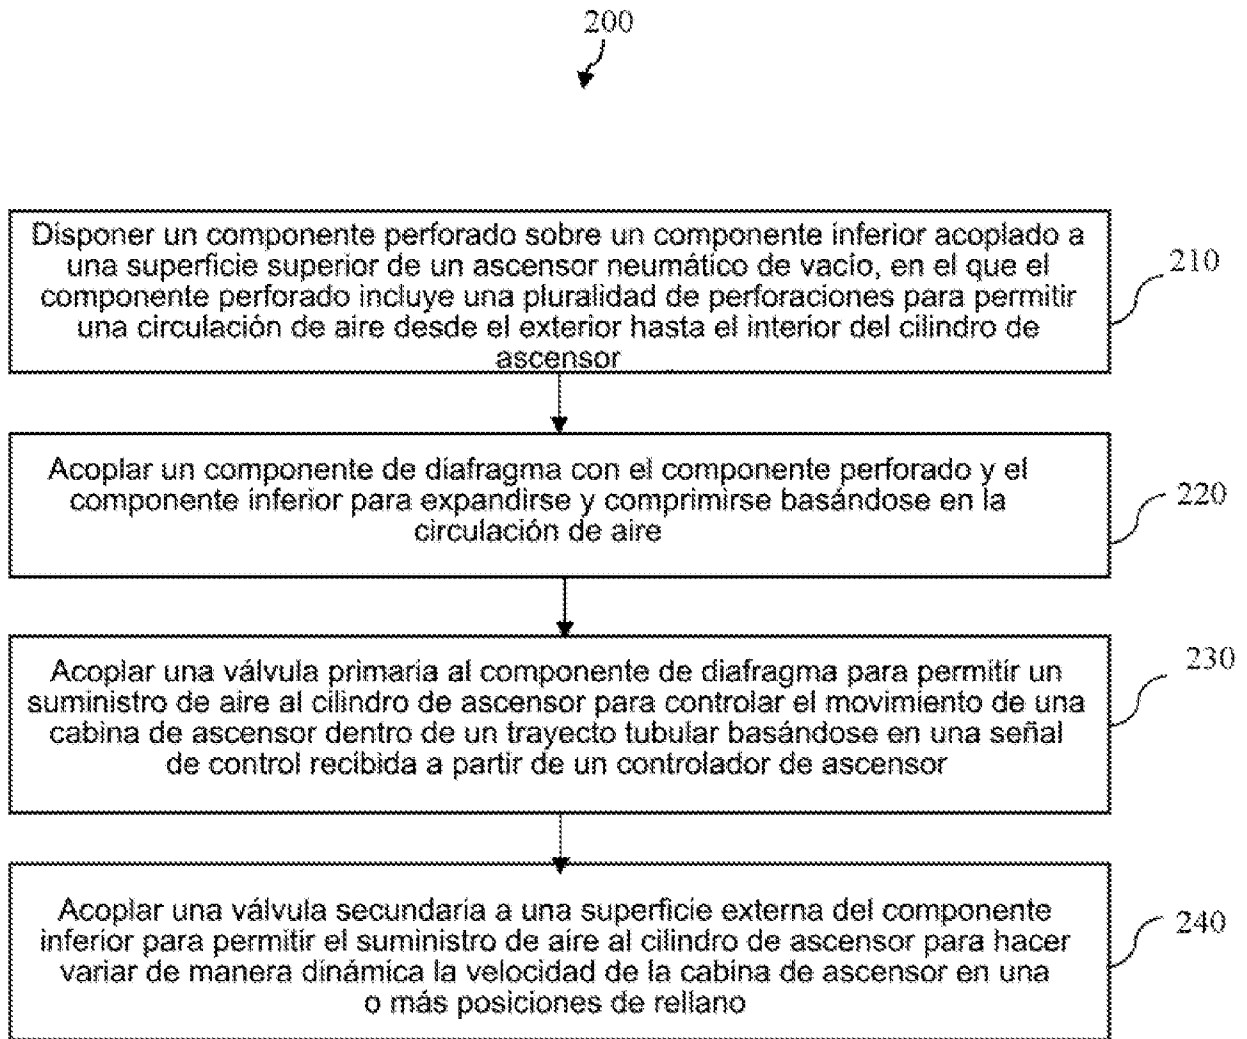 200
Disponer un componente perforado sobre un componente inferior acoplado a
una superficie superior de un ascensor neumático de vacío, en el que el
componente perforado incluye una pluralidad de perforaciones para permitir
una circulación de aire desde el exterior hasta el interior del cilindro de
ascensor
210
Acoplar un componente de diafragma con el componente perforado y el
componente inferior para expandirse y comprimirse basándose en la
circulación de aire
220
Acoplar una válvula primaria al componente de diafragma para permitir un
suministro de aire al cilindro de ascensor para controlar el movimiento de una
cabina de ascensor dentro de un trayecto tubular basándose en una señal
de control recibida a partir de un controlador de ascensor
230
Acoplar una válvula secundaria a una superficie externa del componente
inferior para permitir el suministro de aire al cilindro de ascensor para hacer
variar de manera dinámica la velocidad de la cabina de ascensor en una
o más posiciones de rellano
240